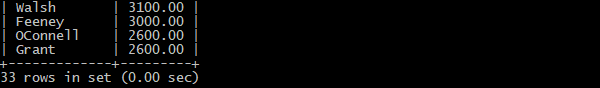 | Walsh       | 3100.00 |
| Feeney      | 3000.00 |
| OConnell    | 2600.00 |
| Grant       | 2600.00 |
+-------------+---------+
33 rows in set (0.00 sec)